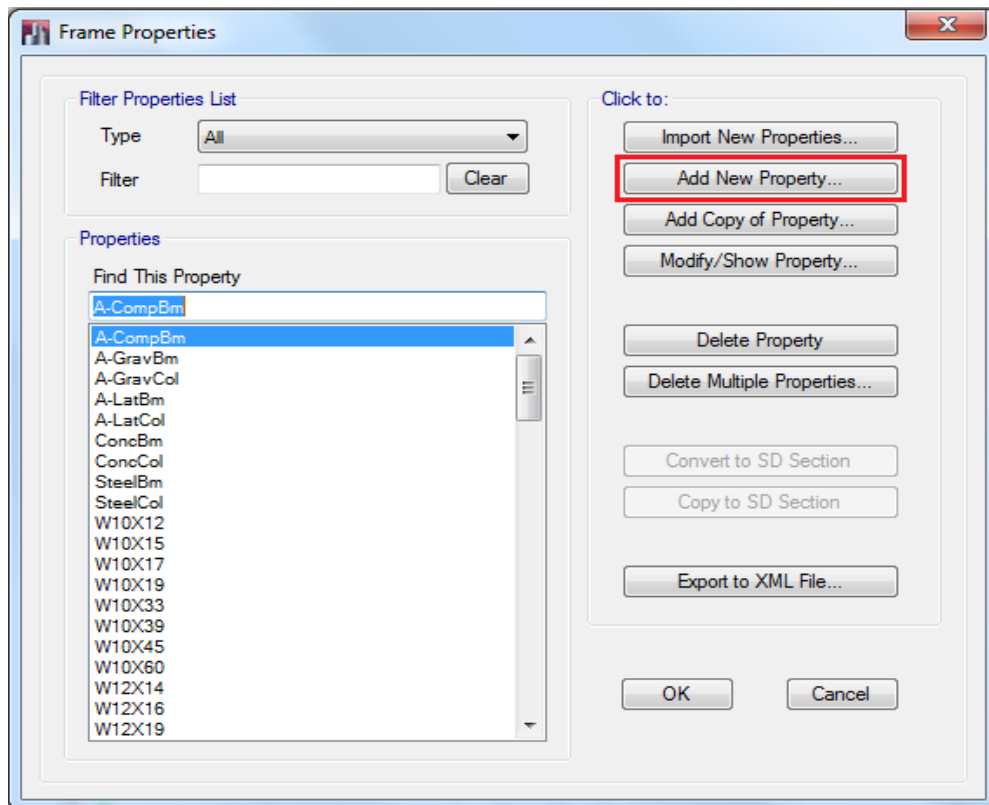 Frame Properties
Filter Properties List
Type All
Filter Clear
Properties
Find This Property
A-CompBm
A-CompBm
A-GravBm
A-GravCol
A-LatBm
A-LatCol
ConcBm
ConcCol
SteelBm
SteelCol
W10X12
W10X15
W10X17
W10X19
W10X33
W10X39
W10X45
W10X60
W12X14
W12X16
W12X19
Click to:
Import New Properties...
Add New Property...
Add Copy of Property...
Modify/Show Property...
Delete Property
Delete Multiple Properties...
Convert to SD Section
Copy to SD Section
Export to XML File...
OK Cancel